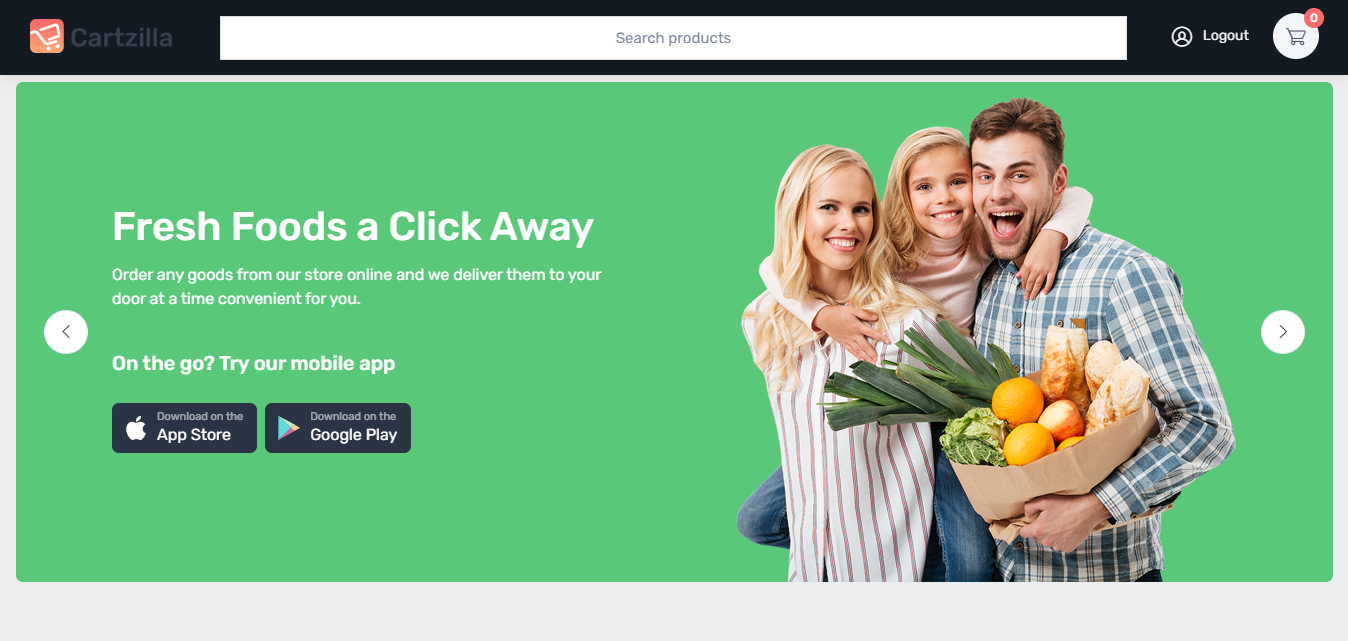 Cartzilla
Search products
Logout
0
Fresh Foods a Click Away
Order any goods from our store online and we deliver them to your
door at a time convenient for you.
On the go? Try our mobile app
Download on the
App Store
Download on the
Google Play